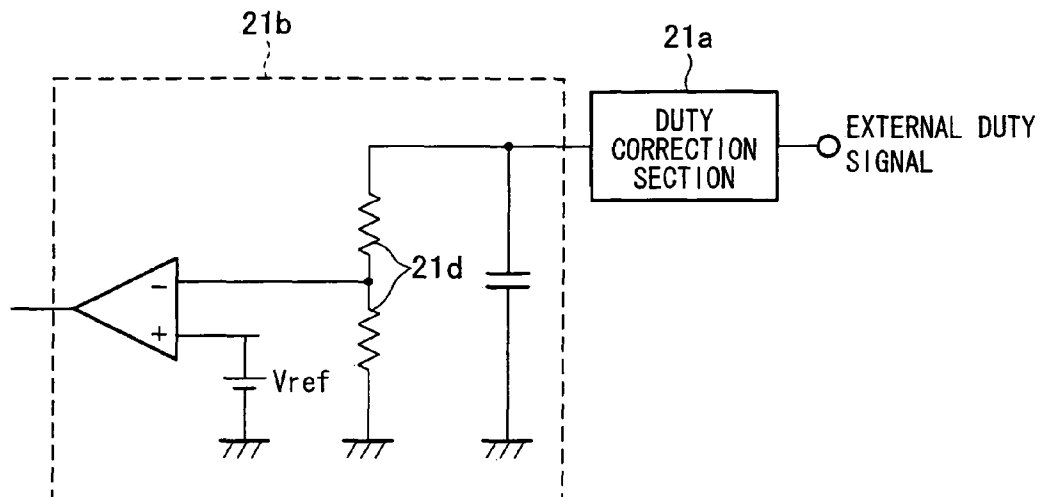 21b
21a
DUTY
CORRECTION
SECTION
EXTERNAL DUTY
SIGNAL
21d
−
+
Vref